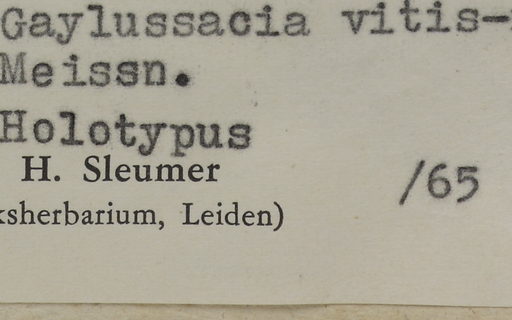 Gaylussacia vitis-
Meissn.
Holotypus
H. Sleumer
ksherbarium, Leiden)
/65